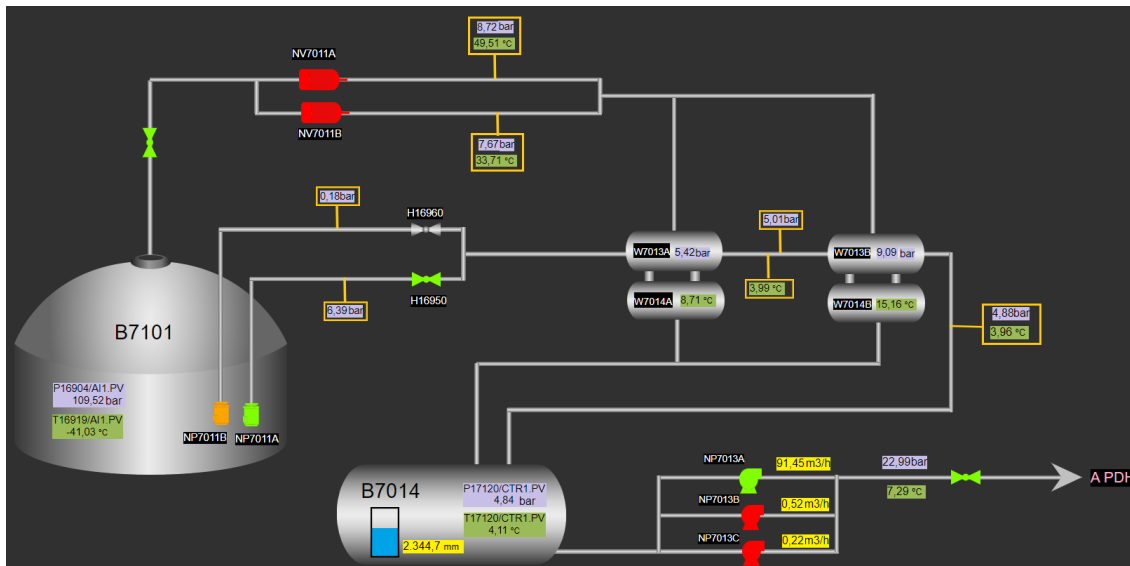 8,72 bar
49,51 °C
NV7011A
NV7011B
7,67 bar
33,71 °C
0,18 bar
H16960
5,01 bar
W7013A
5,42 bar
W7013B
9,09 bar
H16950
6,39 bar
3,99 °C
W7014A
8,71 °C
W7014B
15,16 °C
4,88 bar
3,96 °C
B7101
P16904/AI1.PV
109,52 bar
T16919/AI1.PV
-41,03 °C
NP7011B
NP7011A
NP7013A
91,45 m3/h
22,99 bar
7,29 °C
A PDH
B7014
P17120/CTR1.PV
4,84 bar
T17120/CTR1.PV
4,11 °C
2.344,7 mm
NP7013B
0,52 m3/h
NP7013C
0,22 m3/h